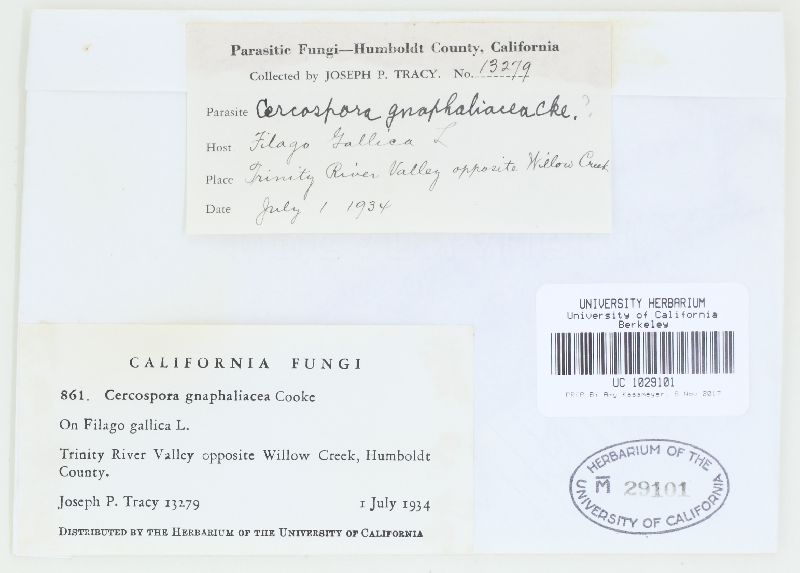 Parasitic Fungi—Humboldt County, California
Collected by JOSEPH P. TRACY. No. 13279
Parasite Cercospora gnaphaliacea Cke. ?
Host Filago Gallica L
Place Trinity River Valley opposite Willow Creek
Date July 1 1934
CALIFORNIA FUNGI
861. Cercospora gnaphaliacea Cooke
On Filago gallica L.
Trinity River Valley opposite Willow Creek, Humboldt
County.
Joseph P. Tracy 13279 1 July 1934
DISTRIBUTED BY THE HERBARIUM OF THE UNIVERSITY OF CALIFORNIA
UNIVERSITY HERBARIUM
University of California
Berkeley
UC 1029101
HERBARIUM OF THE
M 29101
UNIVERSITY OF CALIFORNIA